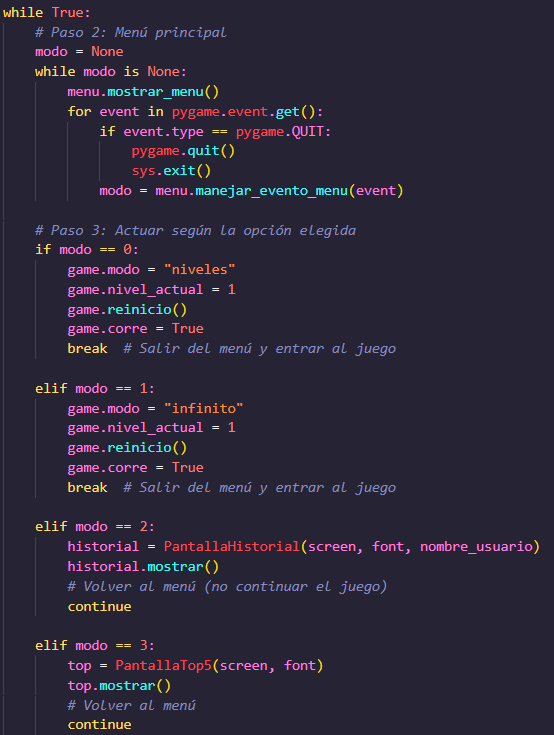 while True:
    # Paso 2: Menú principal
    modo = None
    while modo is None:
        menu.mostrar_menu()
        for event in pygame.event.get():
            if event.type == pygame.QUIT:
                pygame.quit()
                sys.exit()
            modo = menu.manejar_evento_menu(event)

    # Paso 3: Actuar según la opción elegida
    if modo == 0:
        game.modo = "niveles"
        game.nivel_actual = 1
        game.reinicio()
        game.corre = True
        break  # Salir del menú y entrar al juego

    elif modo == 1:
        game.modo = "infinito"
        game.nivel_actual = 1
        game.reinicio()
        game.corre = True
        break  # Salir del menú y entrar al juego

    elif modo == 2:
        historial = PantallaHistorial(screen, font, nombre_usuario)
        historial.mostrar()
        # Volver al menú (no continuar el juego)
        continue

    elif modo == 3:
        top = PantallaTop5(screen, font)
        top.mostrar()
        # Volver al menú
        continue